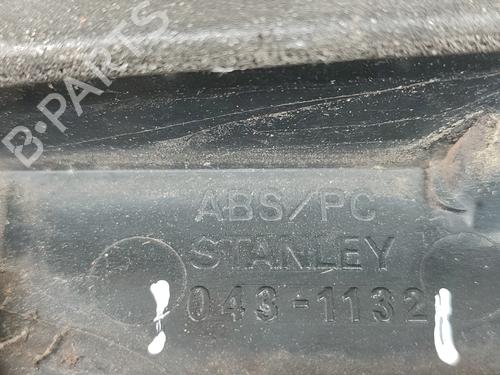 B-PARTS
ABS/PC
STANLEY
043-1132